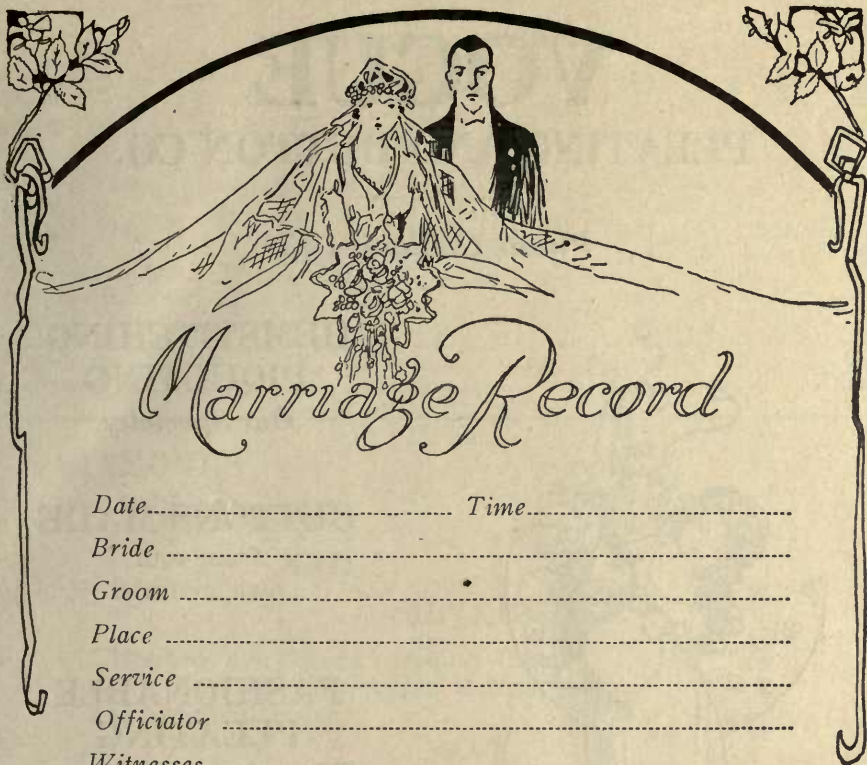 Marriage Record
Date Time
Bride
Groom
Place
Service
Officiator
Witnesses